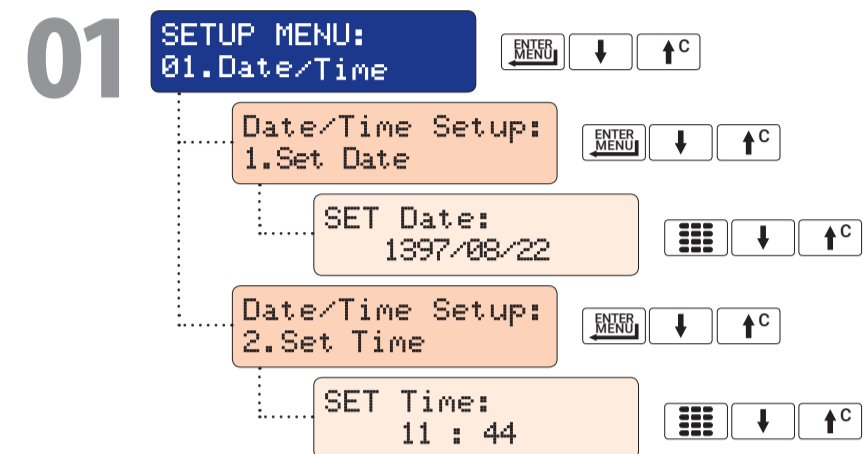 01
SETUP MENU:
01.Date/Time
ENTER
MENU
C
Date/Time Setup:
1.Set Date
ENTER
MENU
C
SET Date:
1397/08/22
C
Date/Time Setup:
2.Set Time
ENTER
MENU
C
SET Time:
11 : 44
C